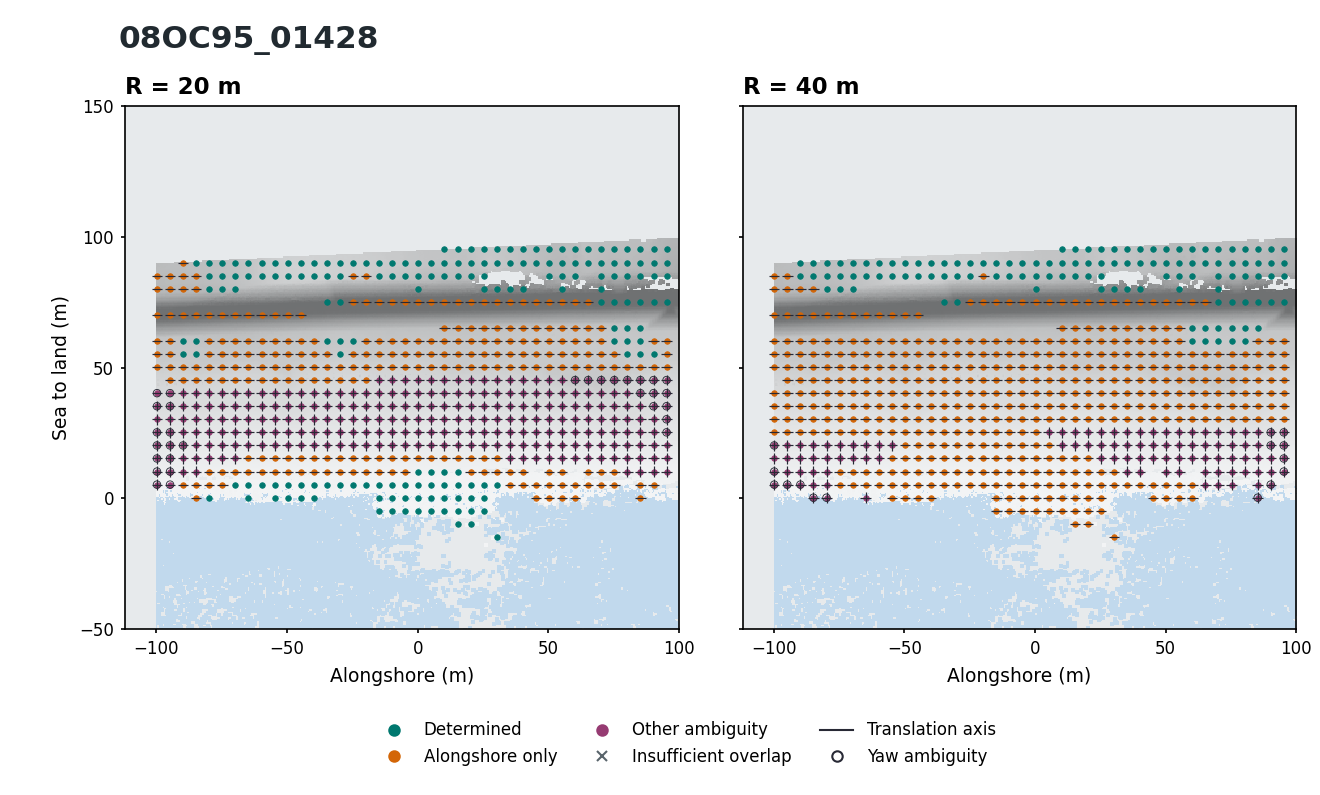 08OC95_01428
R = 20 m
R = 40 m
150
100
50
0
−50
Sea to land (m)
−100
−50
0
50
100
−100
−50
0
50
100
Alongshore (m)
Alongshore (m)
Determined
Other ambiguity
Translation axis
Alongshore only
Insufficient overlap
Yaw ambiguity